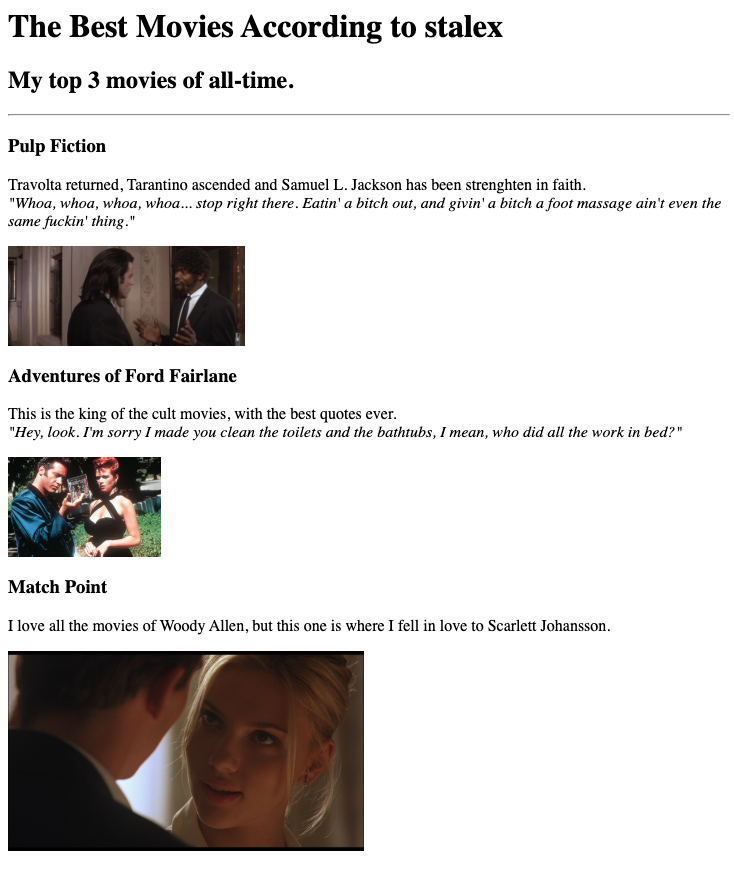 The Best Movies According to stalex
My top 3 movies of all-time.
Pulp Fiction
Travolta returned, Tarantino ascended and Samuel L. Jackson has been strenghten in faith.
"Whoa, whoa, whoa, whoa... stop right there. Eatin' a bitch out, and givin' a bitch a foot massage ain't even the
same fuckin' thing."
Adventures of Ford Fairlane
This is the king of the cult movies, with the best quotes ever.
"Hey, look. I'm sorry I made you clean the toilets and the bathtubs, I mean, who did all the work in bed?"
Match Point
I love all the movies of Woody Allen, but this one is where I fell in love to Scarlett Johansson.